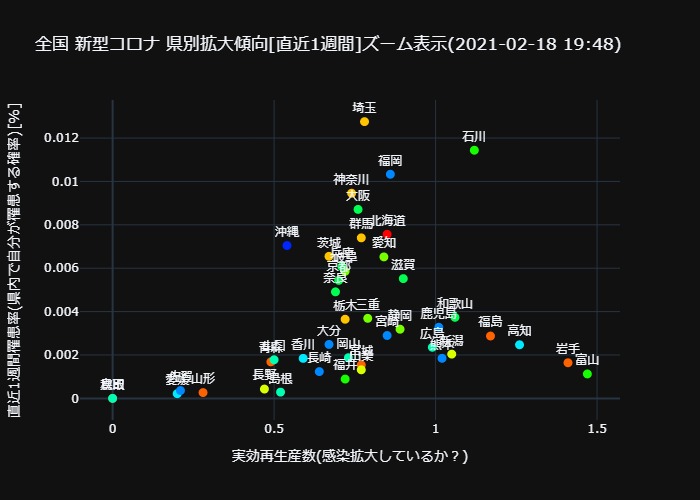 全国 新型コロナ 県別拡大傾向[直近1週間]ズーム表示(2021-02-18 19:48)
直近1週間罹患率(県内で自分が罹患する確率)[%]
埼玉
0.012
石川
福岡
0.01
神奈川
大阪
0.008
群馬
北海道
沖縄
茨城
愛知
兵庫
0.006
京都
滋賀
奈良
0.004
栃木
三重
静岡
和歌山
宮崎
鹿児島
福島
高知
大分
広島
新潟
0.002
香川
岡山
宮城
岩手
長崎
福井
富山
長野
島根
山形
0
0
0.5
1
1.5
実効再生産数(感染拡大しているか？)